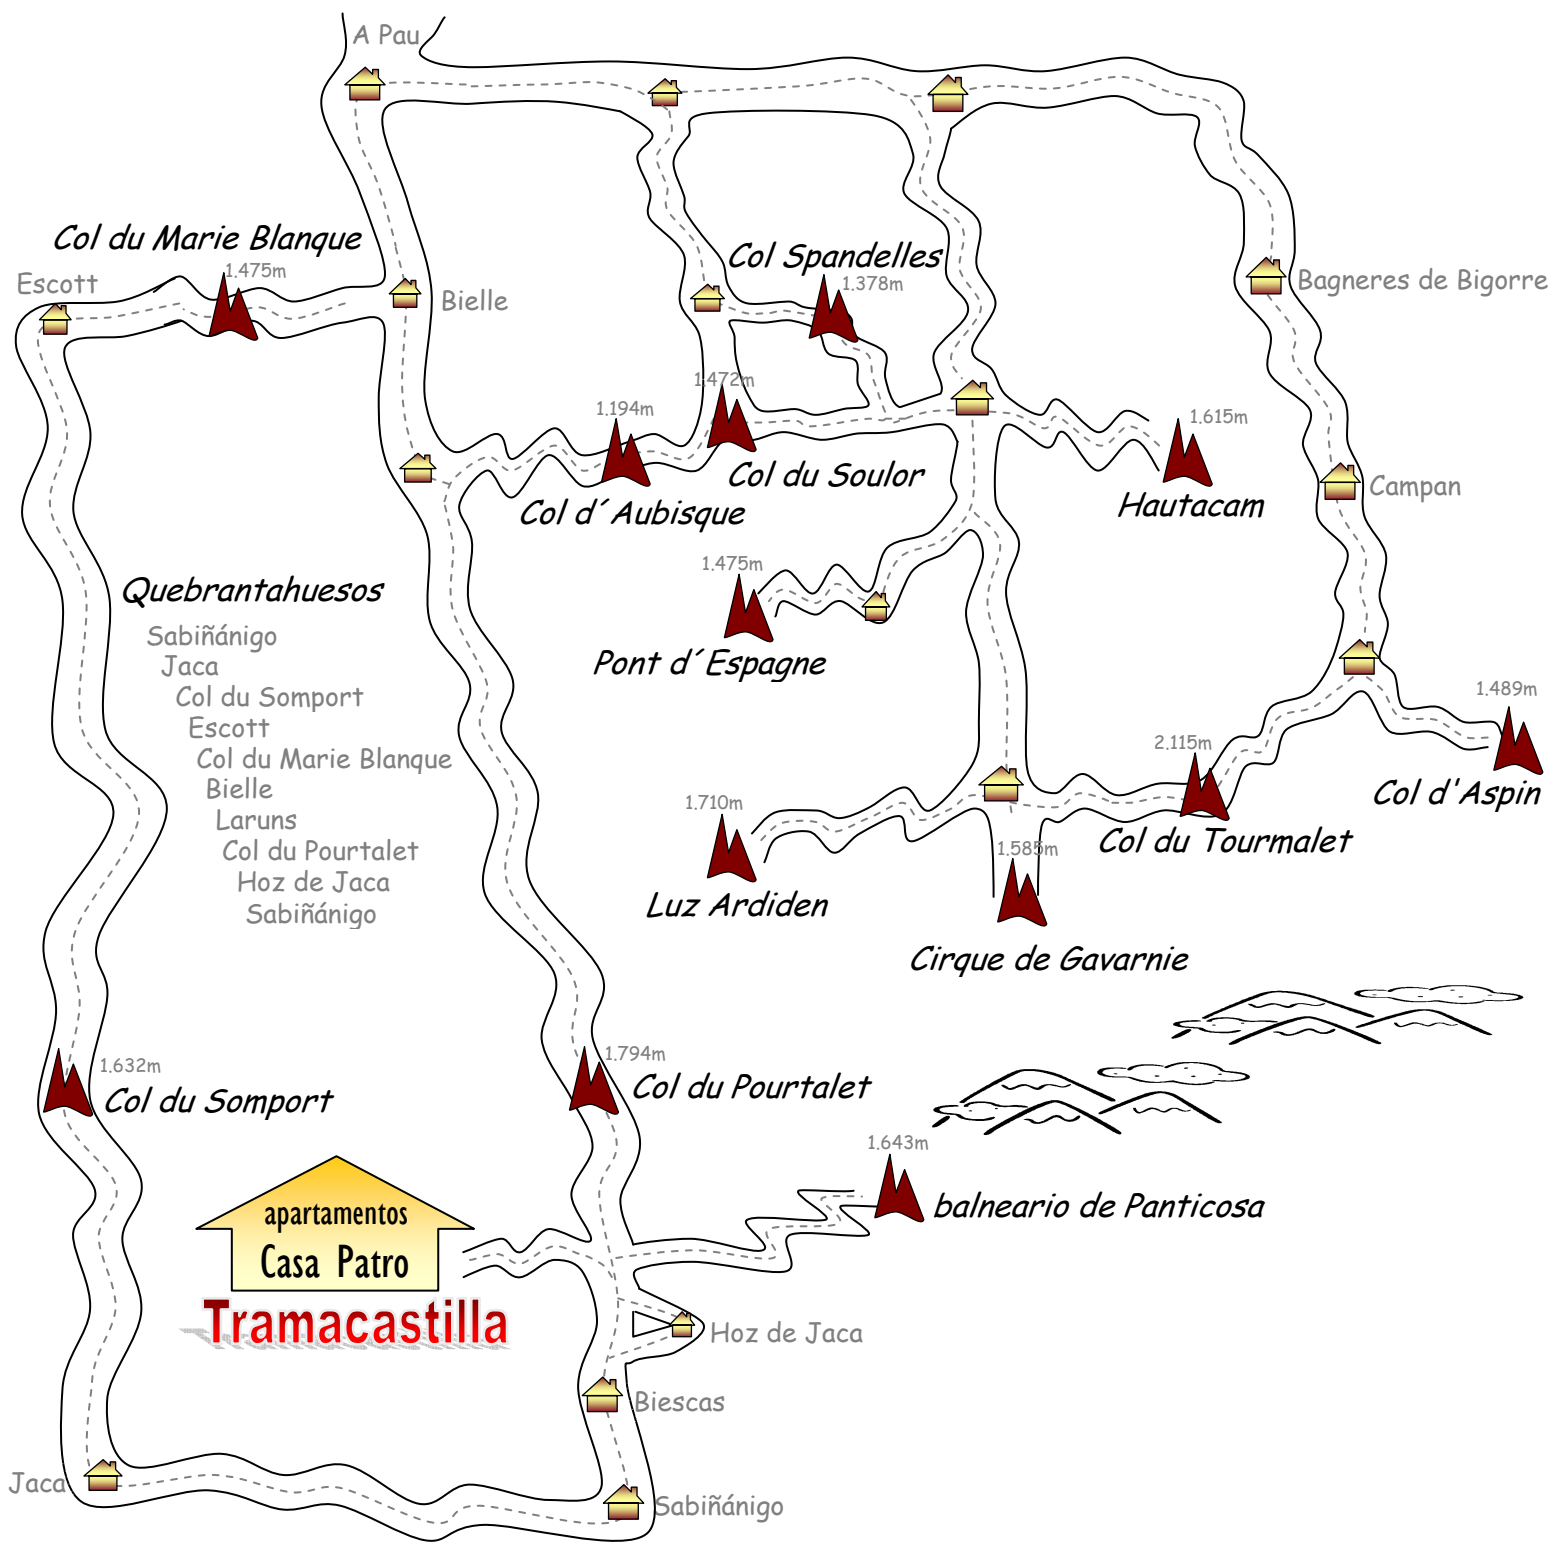 A Pau
Col du Marie Blanque
1.475m
Escott
Bielle
Col Spandelles
1.378m
Bagneres de Bigorre
1.472m
1.194m
1.615m
Col du Soulor
Campan
Hautacam
Col d´Aubisque
1.475m
Pont d´Espagne
Quebrantahuesos
Sabiñánigo
Jaca
Col du Somport
Escott
Col du Marie Blanque
Bielle
Laruns
Col du Pourtalet
Hoz de Jaca
Sabiñánigo
1.489m
2.115m
Col d'Aspin
1.710m
Col du Tourmalet
1.585m
Luz Ardiden
Cirque de Gavarnie
1.632m
Col du Somport
1.794m
Col du Pourtalet
1.643m
balneario de Panticosa
apartamentos
Casa Patro
Tramacastilla
Hoz de Jaca
Biescas
Jaca
Sabiñánigo